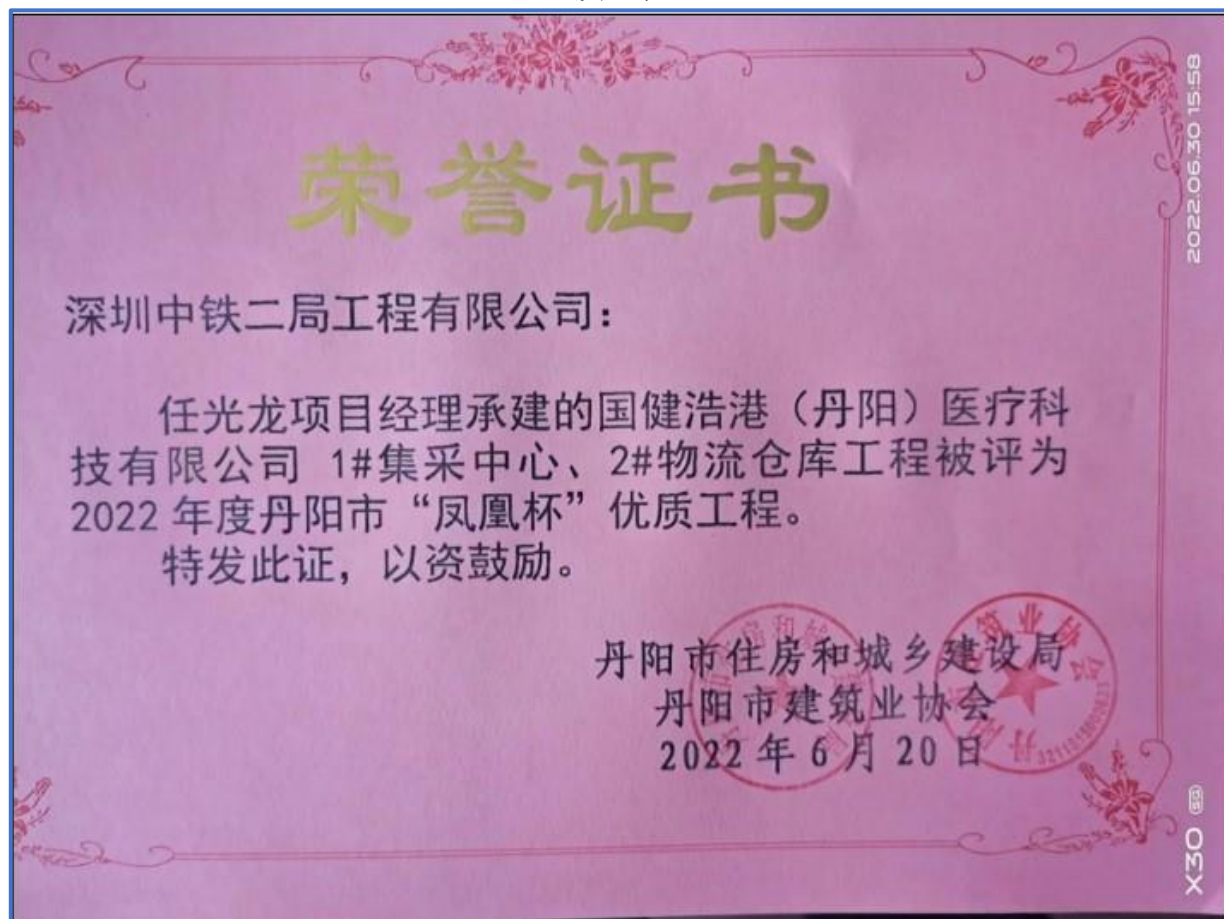 荣誉证书
深圳中铁二局工程有限公司：
任光龙项目经理承建的国健浩港（丹阳）医疗科
技有限公司 1#集采中心、2#物流仓库工程被评为
2022 年度丹阳市“凤凰杯”优质工程。
特发此证，以资鼓励。
丹阳市住房和城乡建设局
丹阳市建筑业协会
2022 年 6 月 20 日
2022.06.30 15:58
X30 5G